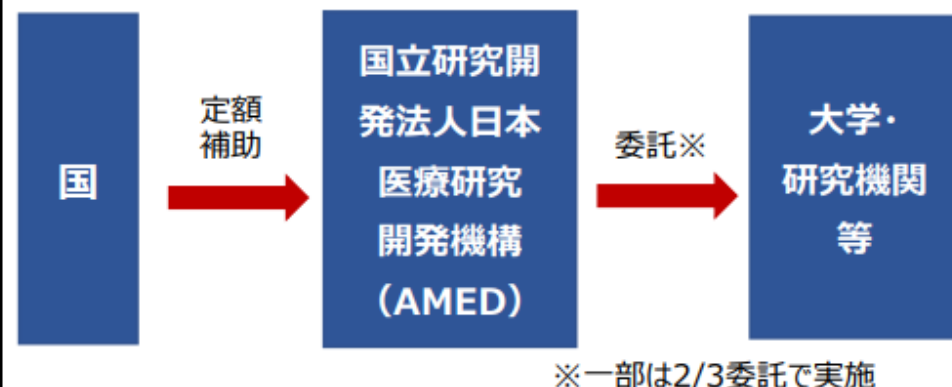 国
定額
補助
国立研究開
発法人日本
医療研究
開発機構
（AMED）
委託※
大学・
研究機関
等
※一部は2/3委託で実施